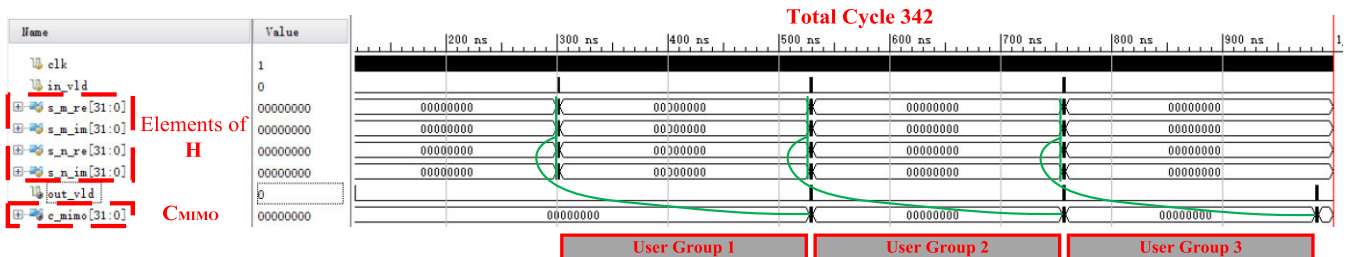 Total Cycle 342
Name Value
200 ns 300 ns 400 ns 500 ns 600 ns 700 ns 800 ns 900 ns 1
clk 1
in_vld 0
s_m_re[31:0] 00000000 00000000 00000000 00000000 00000000
s_m_im[31:0] 00000000 00000000 00000000 00000000 00000000
s_n_re[31:0] 00000000 00000000 00000000 00000000 00000000
s_n_im[31:0] 00000000 00000000 00000000 00000000 00000000
Elements of
H
out_vld 0
c_mimo[31:0] 00000000 00000000 00000000 00000000
CMIMO
User Group 1 User Group 2 User Group 3